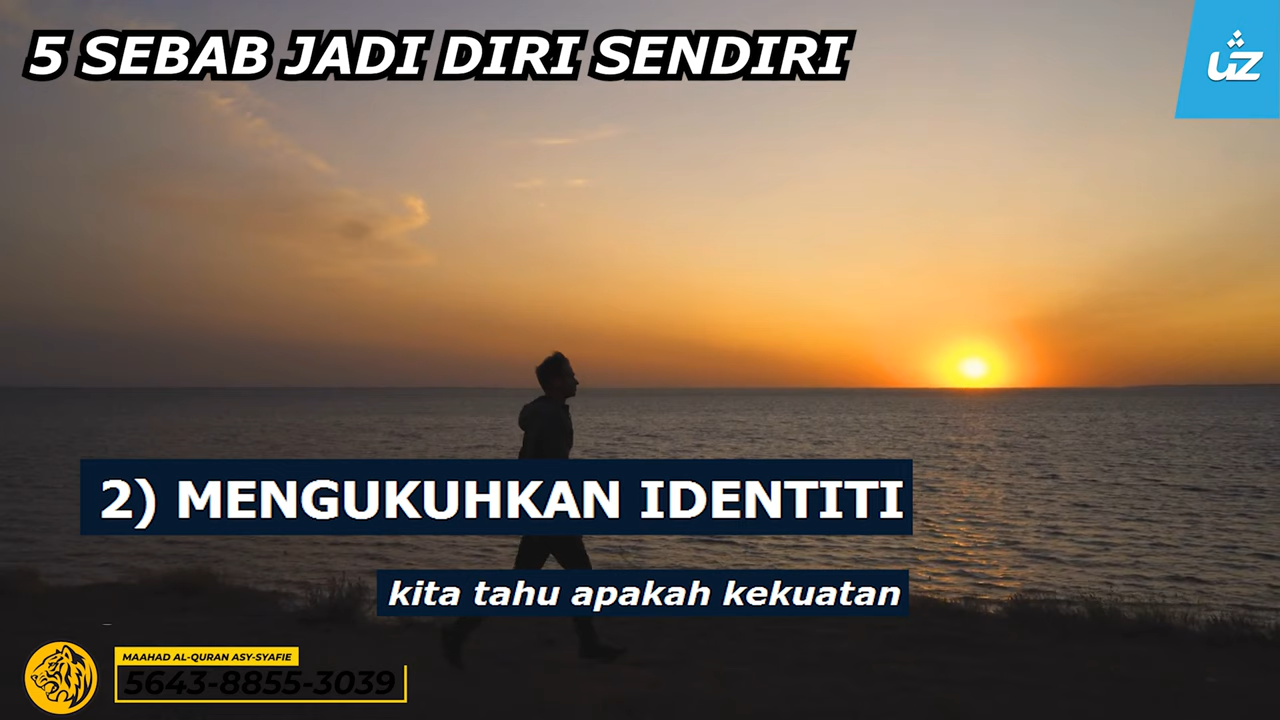 5 SEBAB JADI DIRI SENDIRI
üz
2) MENGUKUHKAN IDENTITI
kita tahu apakah kekuatan
MAAHAD AL-QURAN ASY-SYAFIE
5643-8855-3039